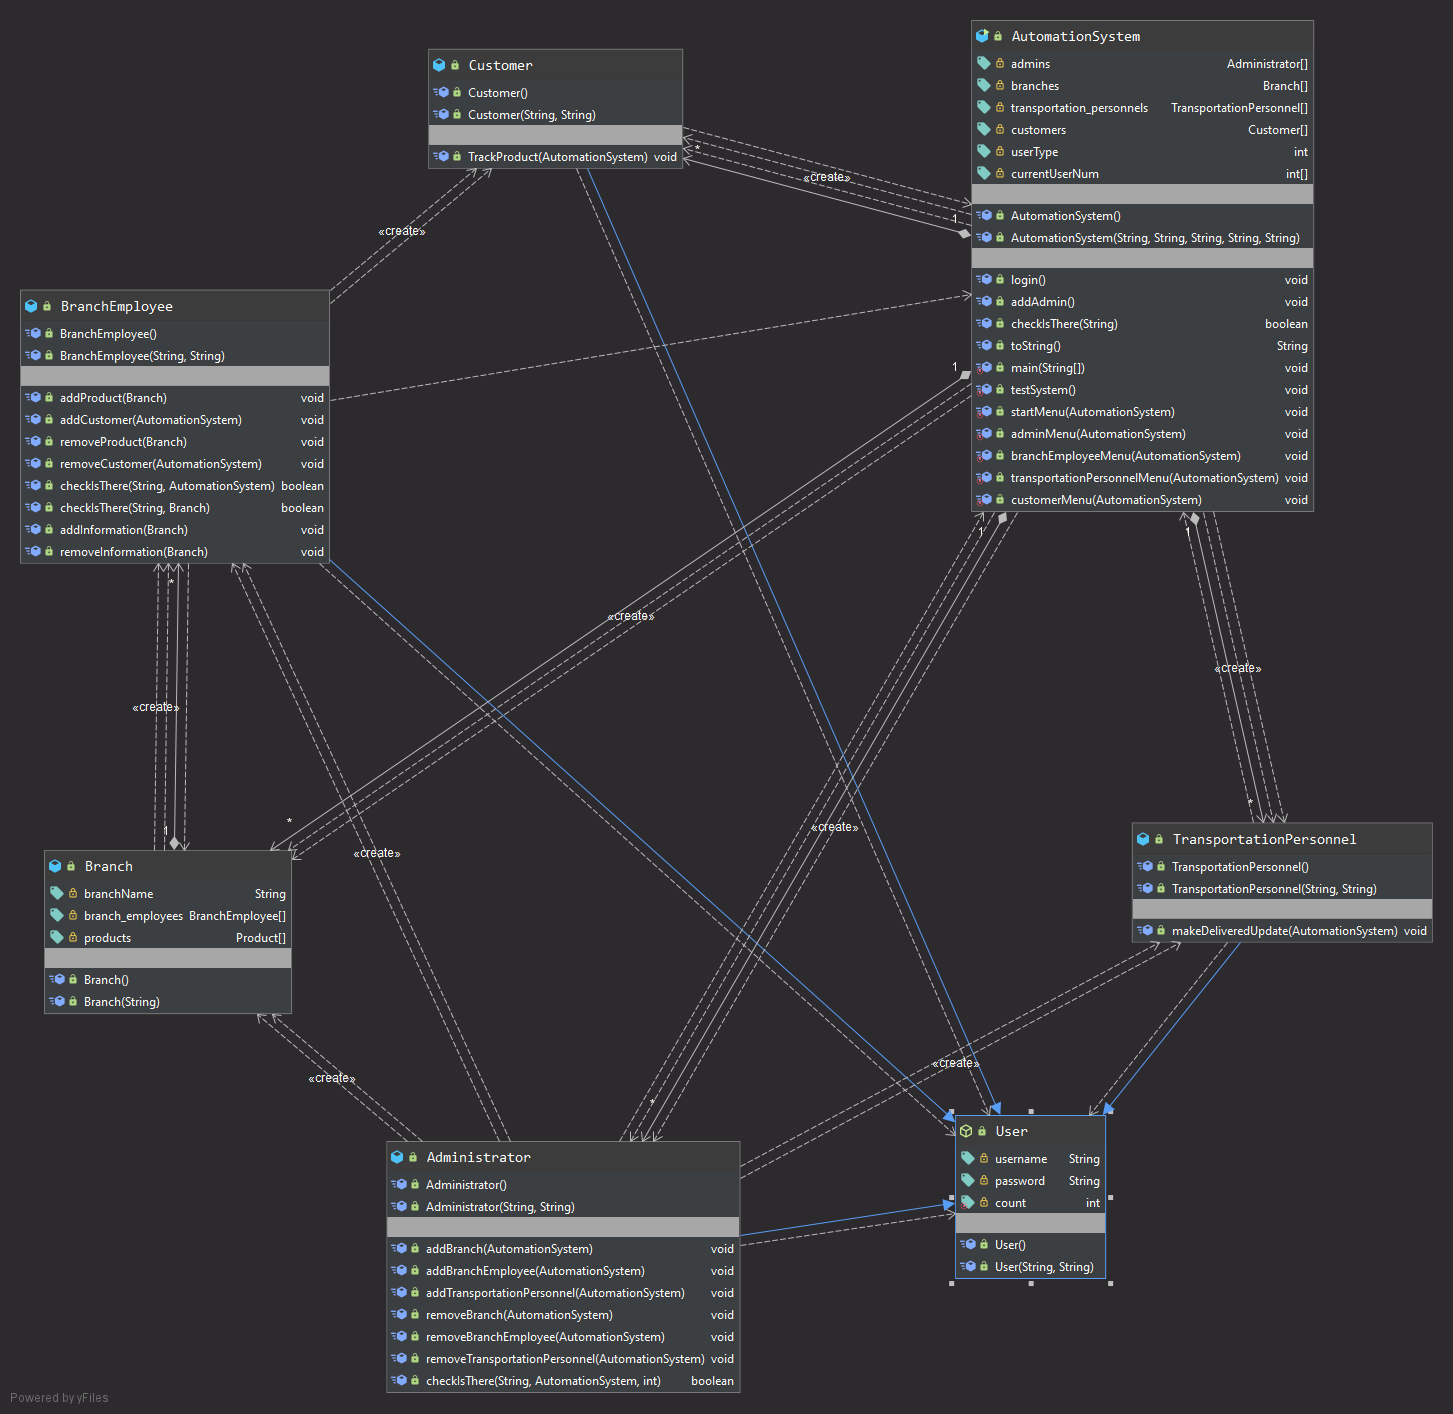 Customer
Customer()
Customer(String, String)
TrackProduct(AutomationSystem) void
AutomationSystem
admins Administrator[]
branches Branch[]
transportation_personnels TransportationPersonnel[]
customers Customer[]
userType int
currentUserNum int[]
AutomationSystem()
AutomationSystem(String, String, String, String, String)
login() void
addAdmin() void
checkIsThere(String) boolean
toString() String
main(String[]) void
testSystem() void
startMenu(AutomationSystem) void
adminMenu(AutomationSystem) void
branchEmployeeMenu(AutomationSystem) void
transportationPersonnelMenu(AutomationSystem) void
customerMenu(AutomationSystem) void
*
«create»
1
«create»
BranchEmployee
BranchEmployee()
BranchEmployee(String, String)
addProduct(Branch) void
addCustomer(AutomationSystem) void
removeProduct(Branch) void
removeCustomer(AutomationSystem) void
checkIsThere(String, AutomationSystem) boolean
checkIsThere(String, Branch) boolean
addInformation(Branch) void
removeInformation(Branch) void
1
1
1
*
«create»
«create»
«create»
*
*
1
«create»
«create»
Branch
branchName String
branch_employees BranchEmployee[]
products Product[]
Branch()
Branch(String)
TransportationPersonnel
TransportationPersonnel()
TransportationPersonnel(String, String)
makeDeliveredUpdate(AutomationSystem) void
«create»
«create»
*
Administrator
Administrator()
Administrator(String, String)
addBranch(AutomationSystem) void
addBranchEmployee(AutomationSystem) void
addTransportationPersonnel(AutomationSystem) void
removeBranch(AutomationSystem) void
removeBranchEmployee(AutomationSystem) void
removeTransportationPersonnel(AutomationSystem) void
checkIsThere(String, AutomationSystem, int) boolean
User
username String
password String
count int
User()
User(String, String)
Powered by yFiles